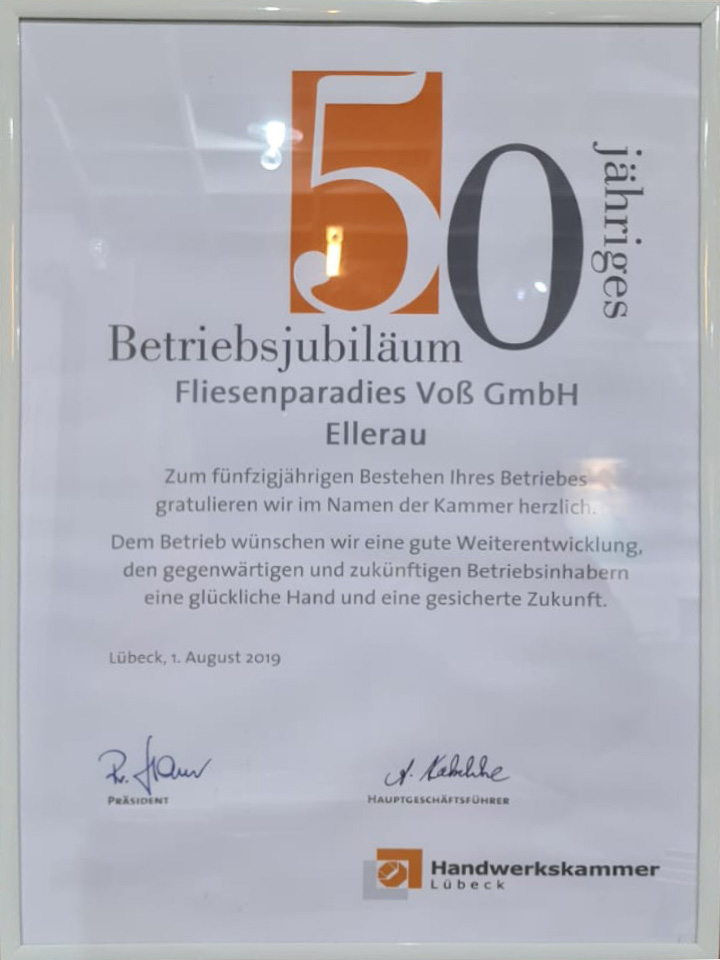 50
jähriges
Betriebsjubiläum
Fliesenparadies Voß GmbH
Ellerau
Zum fünfzigjährigen Bestehen Ihres Betriebes
gratulieren wir im Namen der Kammer herzlich.
Dem Betrieb wünschen wir eine gute Weiterentwicklung,
den gegenwärtigen und zukünftigen Betriebsinhabern
eine glückliche Hand und eine gesicherte Zukunft.
Lübeck, 1. August 2019
PRÄSIDENT
HAUPTGESCHÄFTSFÜHRER
Handwerkskammer
Lübeck